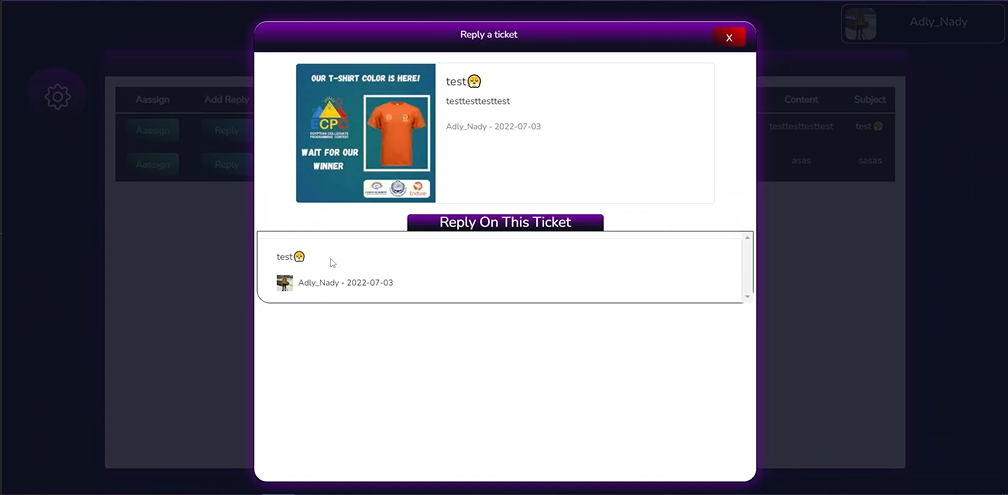 Adly_Nady
Reply a ticket
X
OUR T-SHIRT COLOR IS HERE!
ECPC
EGYPTIAN COLLEGIATE
PROGRAMMING CONTEST
WAIT FOR OUR
WINNER
test😤
testtesttesttest
Adly_Nady - 2022-07-03
Aassign Add Reply Content Subject
Aassign Reply testtesttesttest test😤
Aassign Reply asas sasas
Reply On This Ticket
test😤
Adly_Nady - 2022-07-03